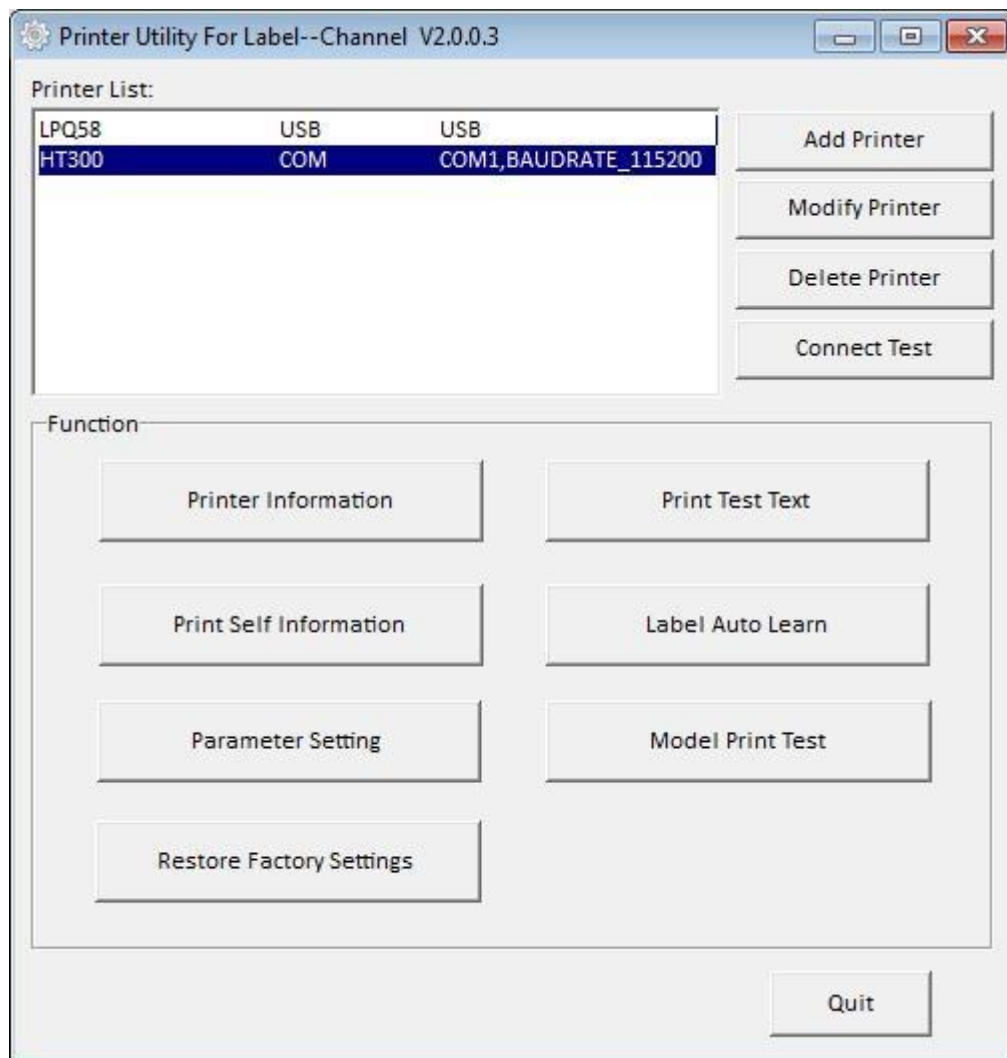 Printer Utility For Label--Channel V2.0.0.3
Printer List:
LPQ58 USB USB
HT300 COM COM1,BAUDRATE_115200
Add Printer
Modify Printer
Delete Printer
Connect Test
Function
Printer Information
Print Test Text
Print Self Information
Label Auto Learn
Parameter Setting
Model Print Test
Restore Factory Settings
Quit